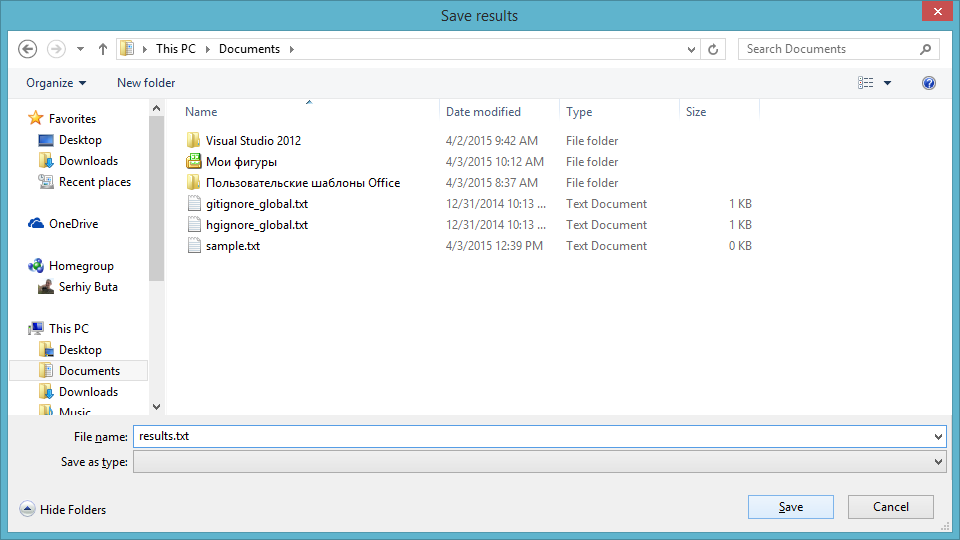 Save results
This PC Documents Search Documents
Organize New folder
Name Date modified Type Size
Favorites
Desktop
Downloads
Recent places
OneDrive
Homegroup
Serhiy Buta
This PC
Desktop
Documents
Downloads
Music
Visual Studio 2012 4/2/2015 9:42 AM File folder
Мои фигуры 4/3/2015 10:12 AM File folder
Пользовательские шаблоны Office 4/3/2015 8:37 AM File folder
gitignore_global.txt 12/31/2014 10:13 ... Text Document 1 KB
hgignore_global.txt 12/31/2014 10:13 ... Text Document 1 KB
sample.txt 4/3/2015 12:39 PM Text Document 0 KB
File name: results.txt
Save as type:
Hide Folders Save Cancel